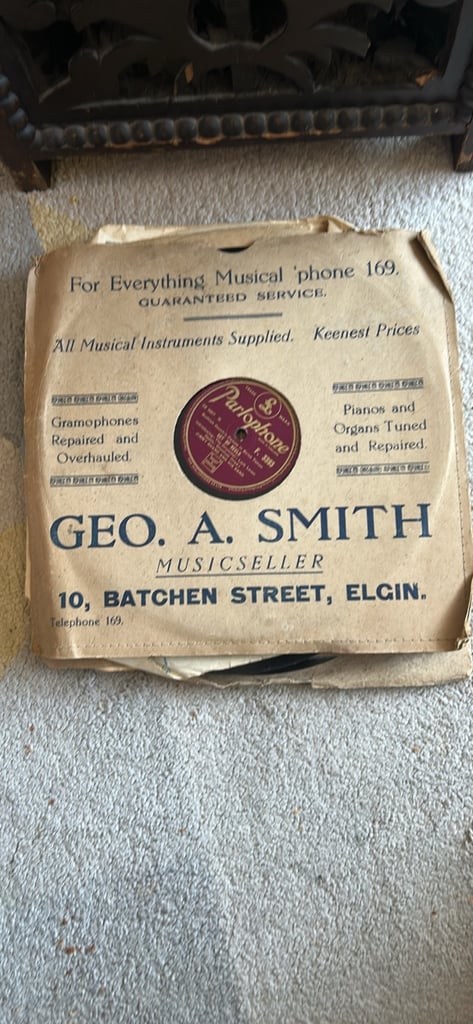 For Everything Musical 'phone 169.
GUARANTEED SERVICE.
All Musical Instruments Supplied. Keenest Prices
Gramophones
Repaired and
Overhauled.
Parlophone
Pianos and
Organs Tuned
and Repaired.
GEO. A. SMITH
MUSICSELLER
10, BATCHEN STREET, ELGIN.
Telephone 169.